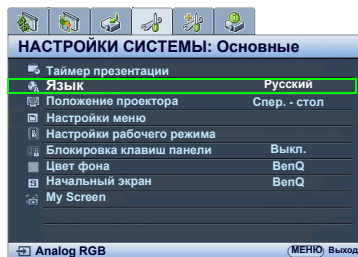 НАСТРОЙКИ СИСТЕМЫ: Основные
Таймер презентации
Язык Русский
Положение проектора Спер. - стол
Настройки меню
Настройки рабочего режима
Блокировка клавиш панели Выкл.
Цвет фона BenQ
Начальный экран BenQ
My Screen
Analog RGB МЕНЮ Выход